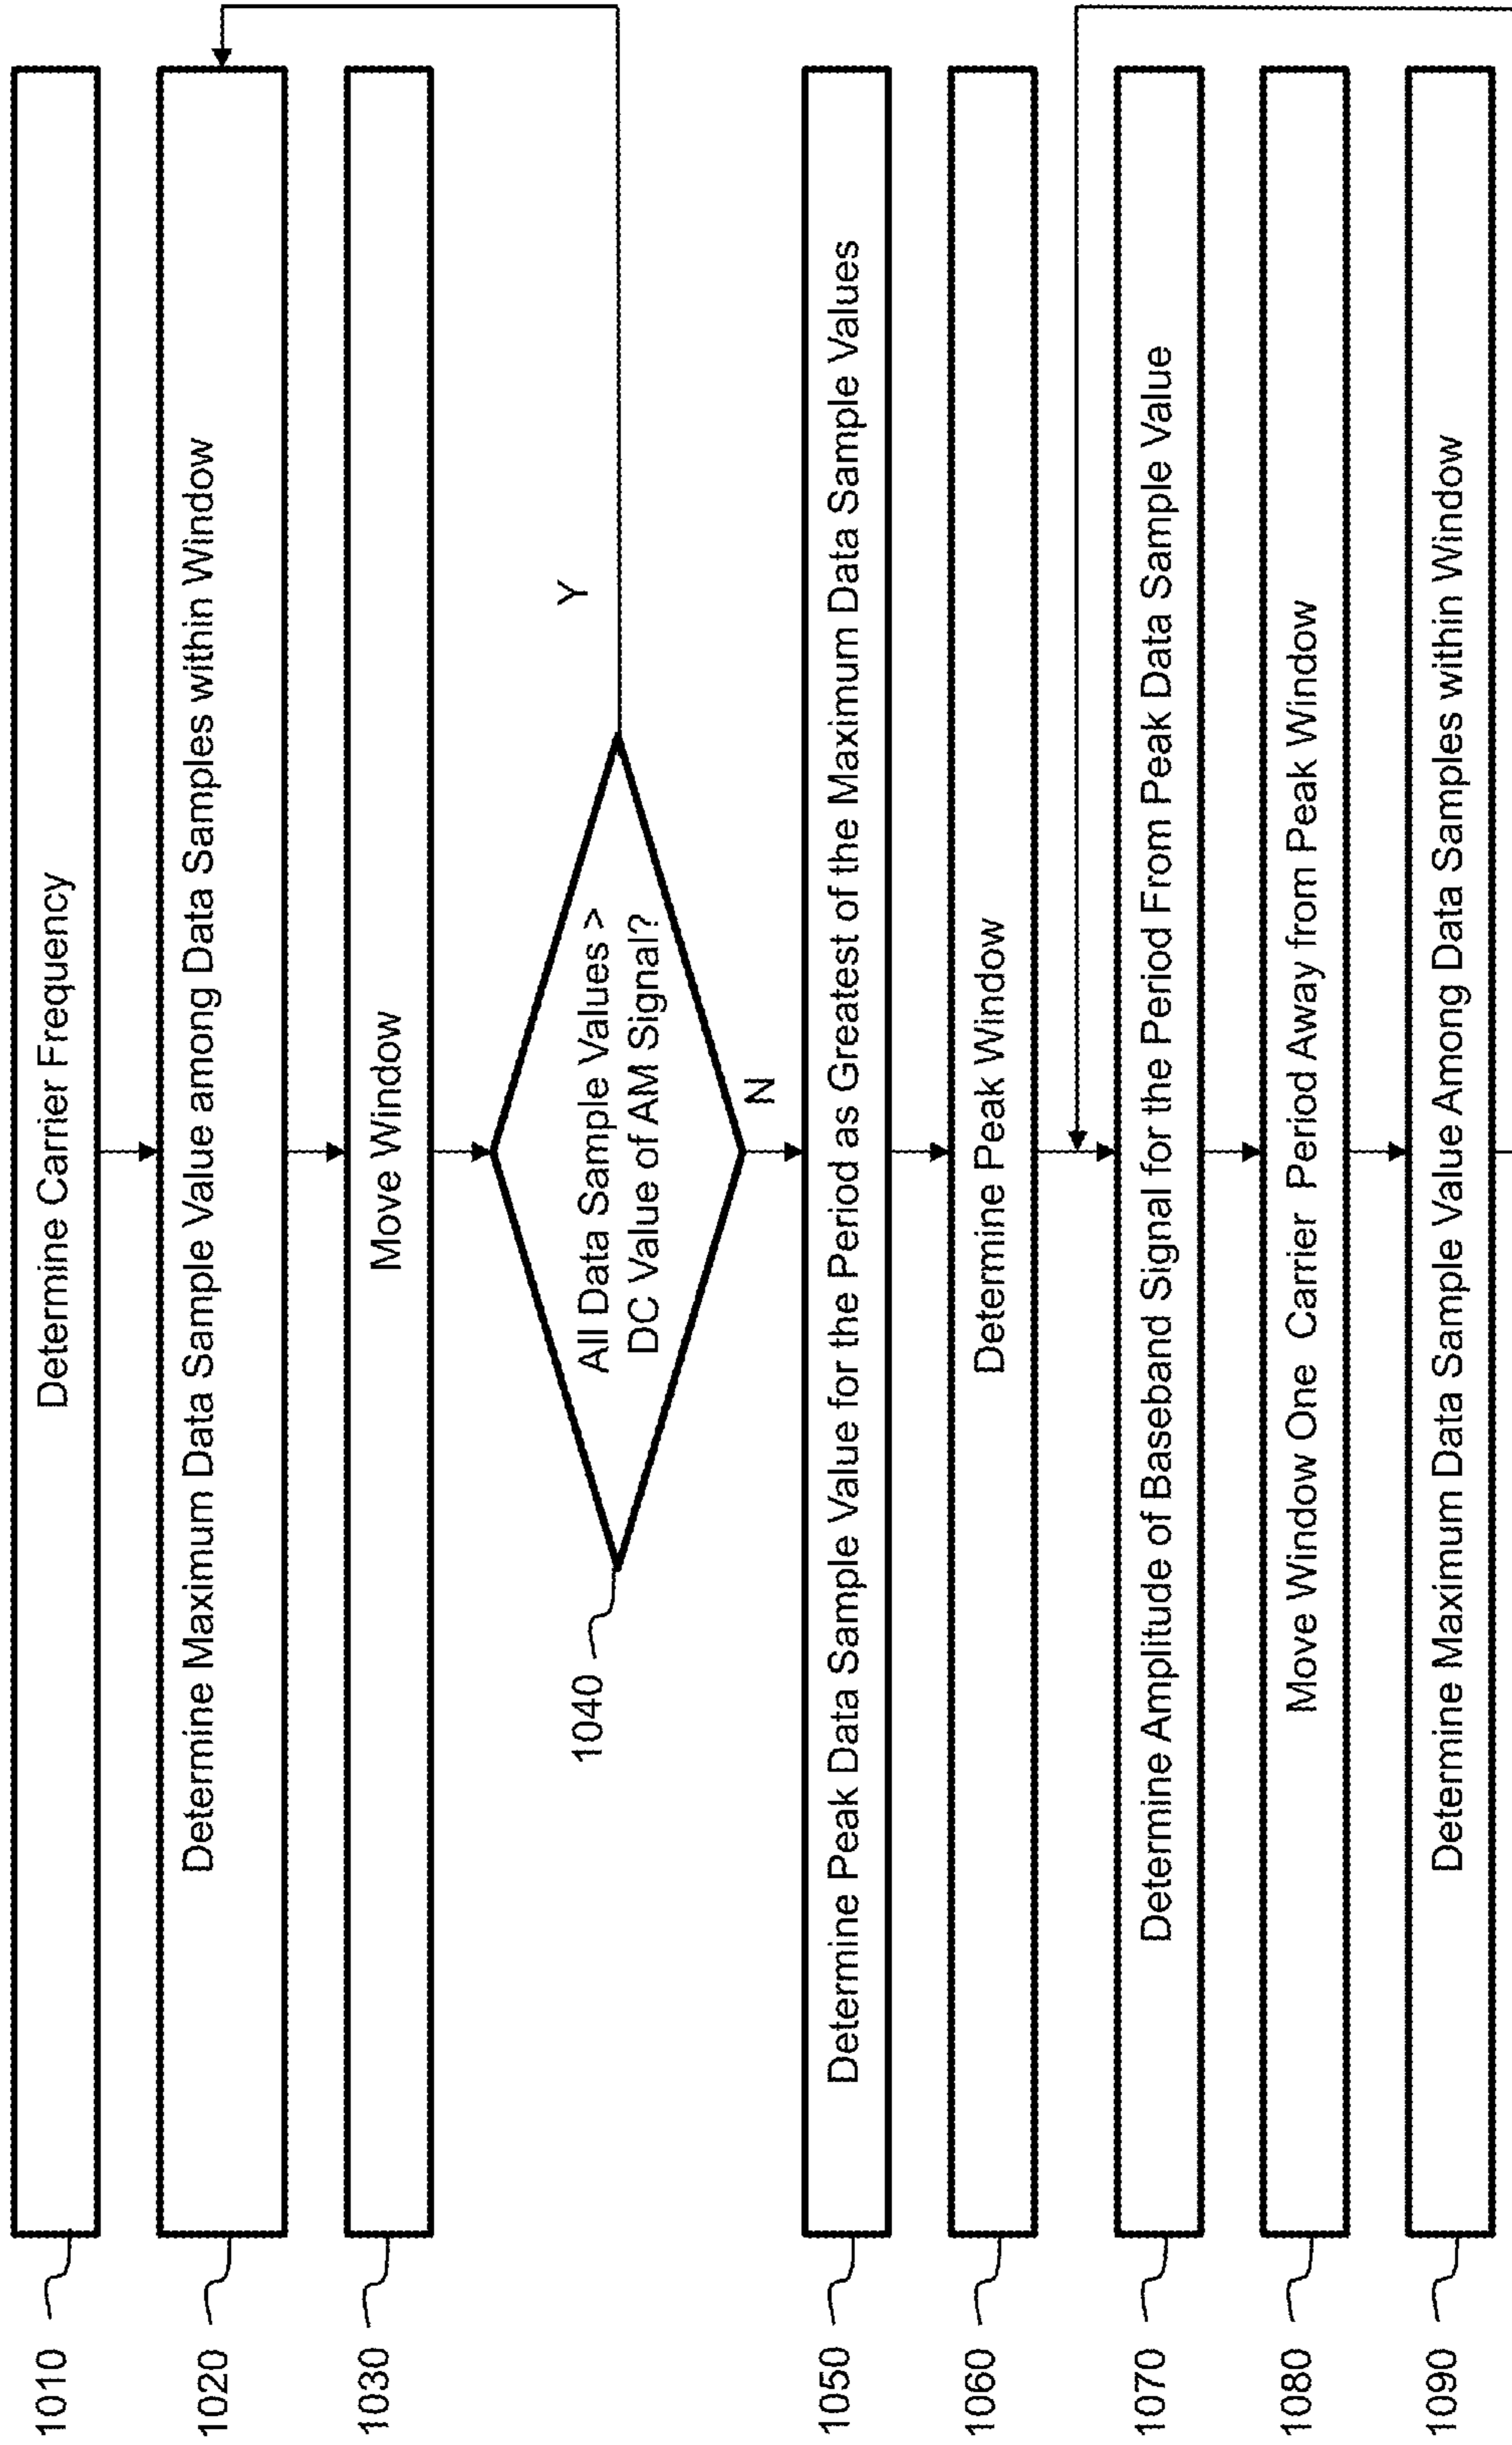 1010
Determine Carrier Frequency
1020
Determine Maximum Data Sample Value among Data Samples within Window
1030
Move Window
1040
All Data Sample Values >
DC Value of AM Signal?
Y
N
1050
Determine Peak Data Sample Value for the Period as Greatest of the Maximum Data Sample Values
1060
Determine Peak Window
1070
Determine Amplitude of Baseband Signal for the Period From Peak Data Sample Value
1080
Move Window One Carrier Period Away from Peak Window
1090
Determine Maximum Data Sample Value Among Data Samples within Window